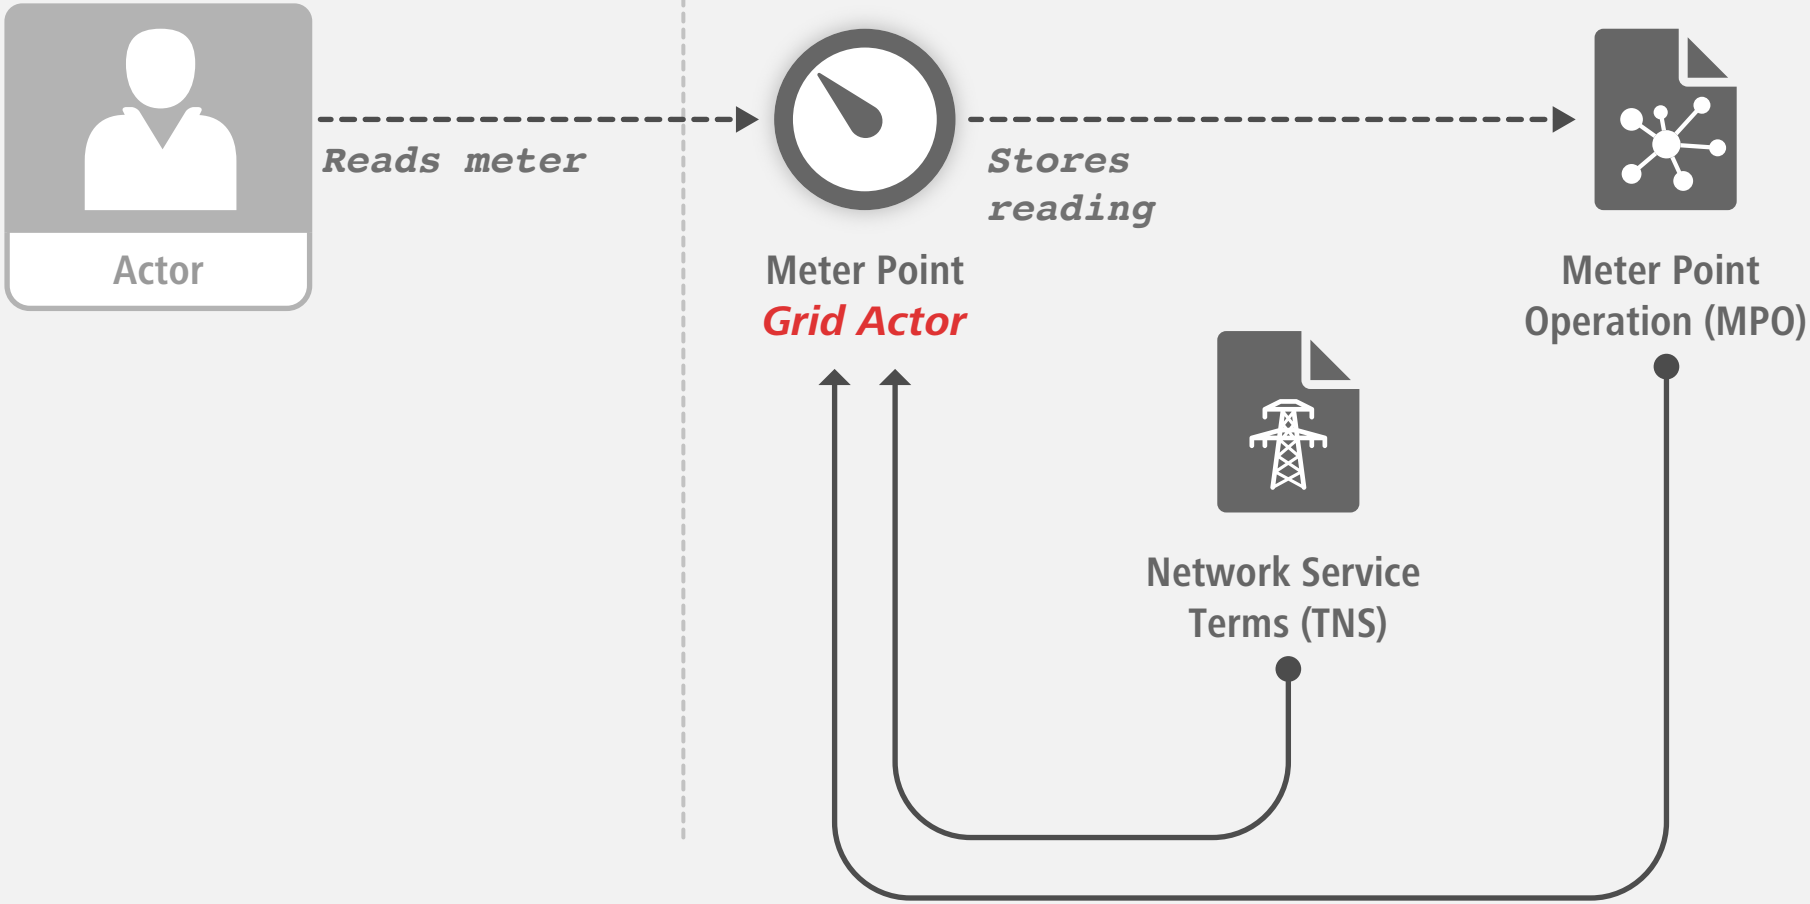 Reads meter
Stores
reading
Actor
Meter Point
Grid Actor
Meter Point
Operation (MPO)
Network Service
Terms (TNS)